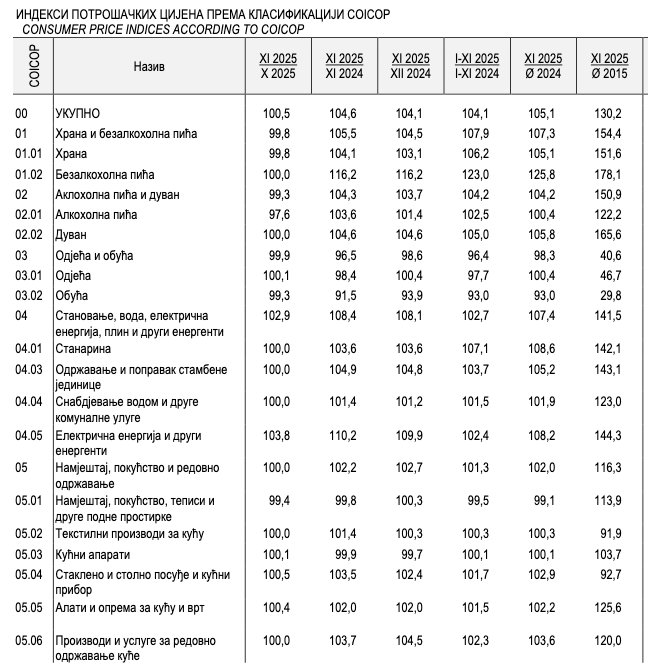 ИНДЕКСИ ПОТРОШАЧКИХ ЦИЈЕНА ПРЕМА КЛАСИФИКАЦИЈИ COICOP
CONSUMER PRICE INDICES ACCORDING TO COICOP
COICOP Назив XI 2025 / X 2025 XI 2025 / XI 2024 XI 2025 / XII 2024 I-XI 2025 / I-XI 2024 XI 2025 / Ø 2024 XI 2025 / Ø 2015
00 УКУПНО 100,5 104,6 104,1 104,1 105,1 130,2
01 Храна и безалкохолна пића 99,8 105,5 104,5 107,9 107,3 154,4
01.01 Храна 99,8 104,1 103,1 106,2 105,1 151,6
01.02 Безалкохолна пића 100,0 116,2 116,2 123,0 125,8 178,1
02 Аклохолна пића и дуван 99,3 104,3 103,7 104,2 104,2 150,9
02.01 Алкохолна пића 97,6 103,6 101,4 102,5 100,4 122,2
02.02 Дуван 100,0 104,6 104,6 105,0 105,8 165,6
03 Одјећа и обућа 99,9 96,5 98,6 96,4 98,3 40,6
03.01 Одјећа 100,1 98,4 100,4 97,7 100,4 46,7
03.02 Обућа 99,3 91,5 93,9 93,0 93,0 29,8
04 Становање, вода, електрична 102,9 108,4 108,1 102,7 107,4 141,5
енергија, плин и други енергенти
04.01 Станарина 100,0 103,6 103,6 107,1 108,6 142,1
04.03 Одржавање и поправак стамбене 100,0 104,9 104,8 103,7 105,2 143,1
јединице
04.04 Снабдјевање водом и друге 100,0 101,4 101,2 101,5 101,9 123,0
комуналне улуге
04.05 Електрична енергија и други 103,8 110,2 109,9 102,4 108,2 144,3
енергенти
05 Намјештај, покућство и редовно 100,0 102,2 102,7 101,3 102,0 116,3
одржавање
05.01 Намјештај, покућство, теписи и 99,4 99,8 100,3 99,5 99,1 113,9
друге подне простирке
05.02 Текстилни производи за кућу 100,0 101,4 100,3 100,3 100,3 91,9
05.03 Кућни апарати 100,1 99,9 99,7 100,1 100,1 103,7
05.04 Стаклено и столно посуђе и кућни 100,5 103,5 102,4 101,7 102,9 92,7
прибор
05.05 Алати и опрема за кућу и врт 100,4 102,0 102,0 101,5 102,2 125,6
05.06 Производи и услуге за редовно 100,0 103,7 104,5 102,3 103,6 120,0
одржавање куће